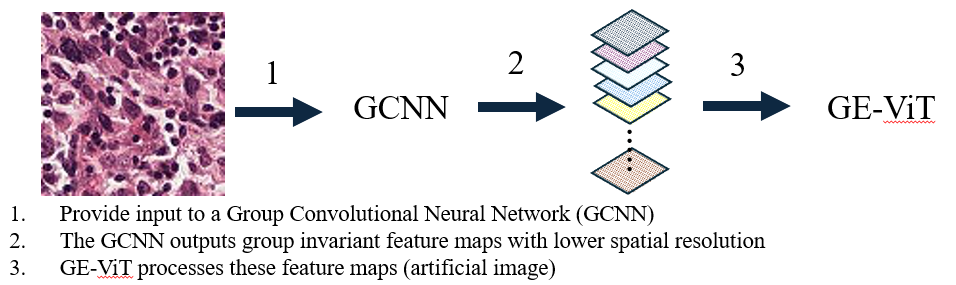 1
2
3
GCNN
GE-ViT
1. Provide input to a Group Convolutional Neural Network (GCNN)
2. The GCNN outputs group invariant feature maps with lower spatial resolution
3. GE-ViT processes these feature maps (artificial image)